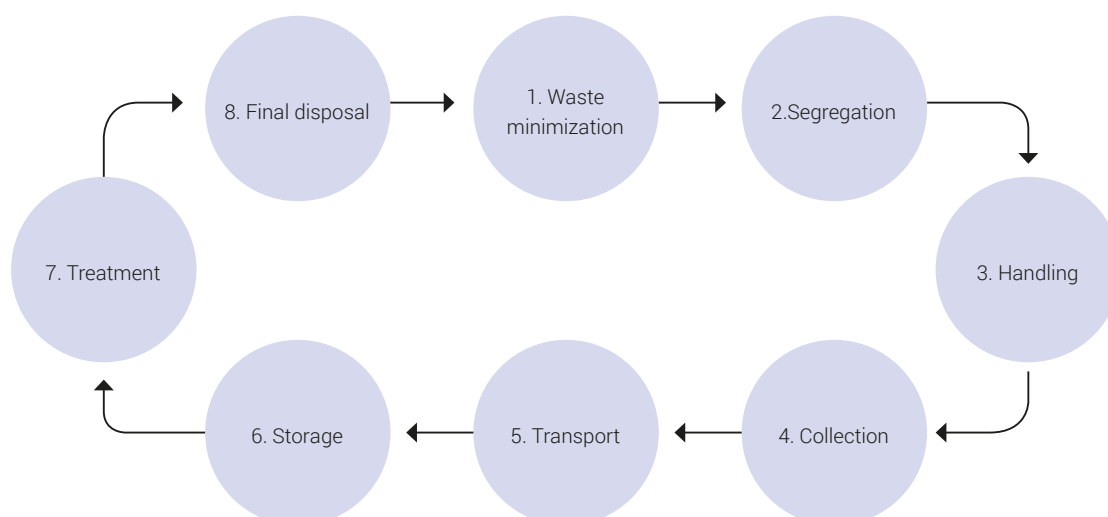 1. Waste
minimization
2.Segregation
3. Handling
4. Collection
5. Transport
6. Storage
7. Treatment
8. Final disposal